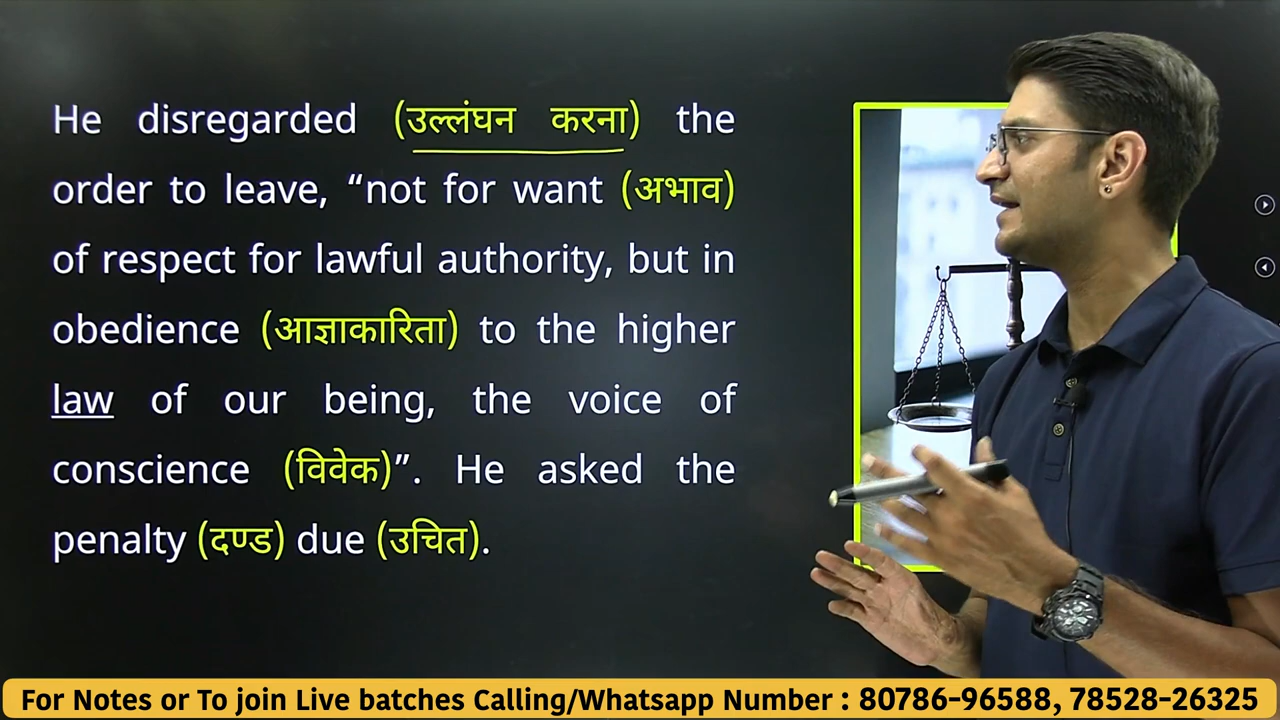 He disregarded (उल्लंघन करना) the
order to leave, “not for want (अभाव)
of respect for lawful authority, but in
obedience (आज्ञाकारिता) to the higher
law of our being, the voice of
conscience (विवेक)”. He asked the
penalty (दण्ड) due (उचित).
For Notes or To join Live batches Calling/Whatsapp Number : 80786-96588, 78528-26325